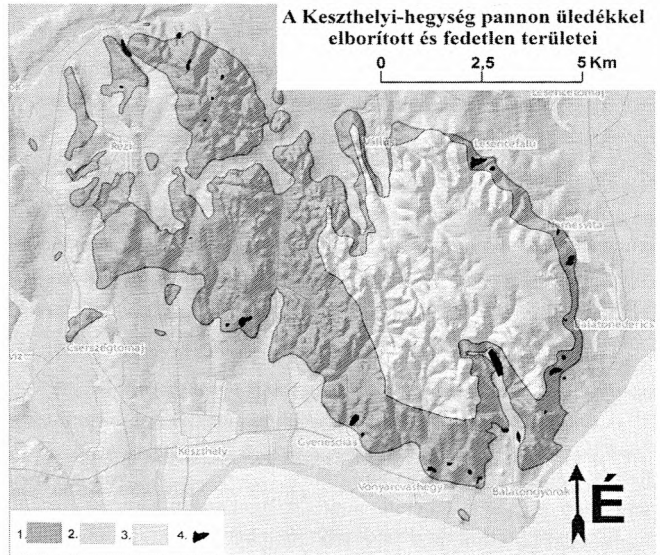 A Keszthelyi-hegység pannon üledékkel
elborított és fedetlen területei
0 2,5 5 Km
Lesencetomaj
Rezi
Lesencefalu
Balatonederics
Cserszegtomaj
Gyenesdiás
Keszthely
Vonyarcvashegy
Balatongyörök
É
1. 2. 3. 4.